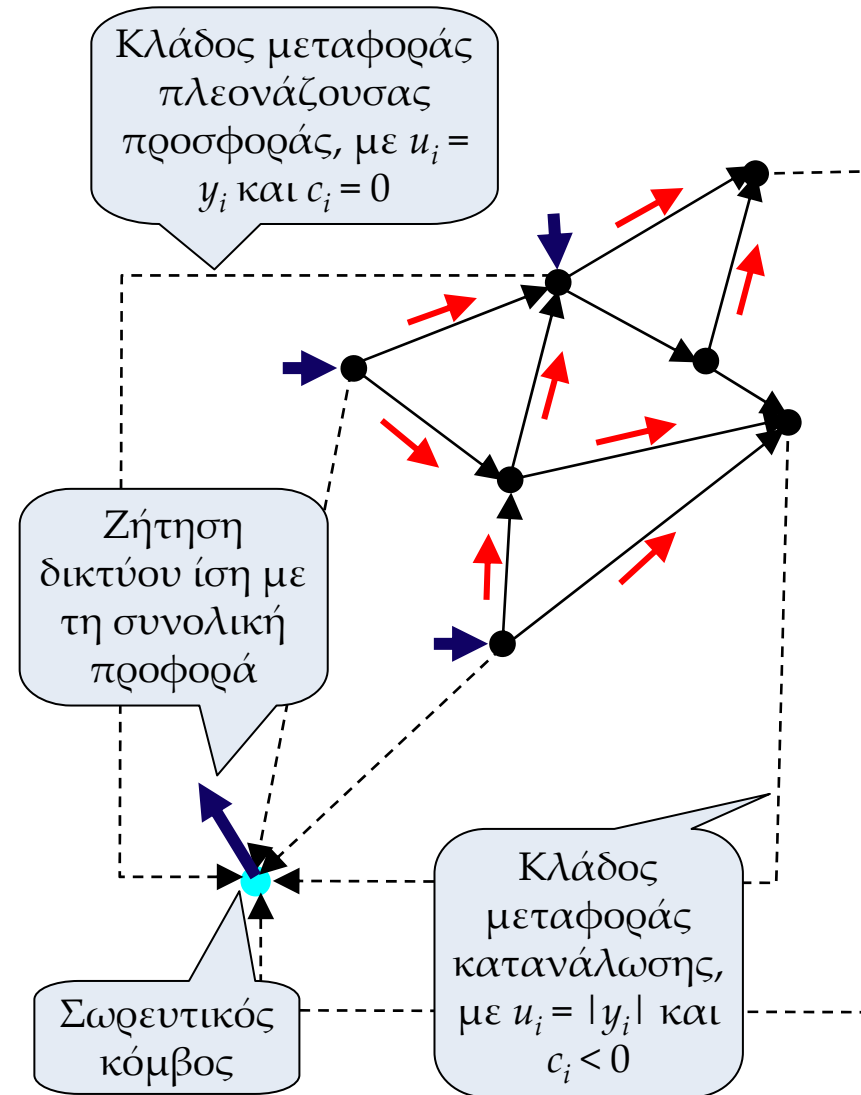 Κλάδος μεταφοράς
πλεονάζουσας
προσφοράς, με u_i =
y_i και c_i = 0
Ζήτηση
δικτύου ίση με
τη συνολική
προφορά
Κλάδος
μεταφοράς
κατανάλωσης,
με u_i = |y_i| και
c_i < 0
Σωρευτικός
κόμβος